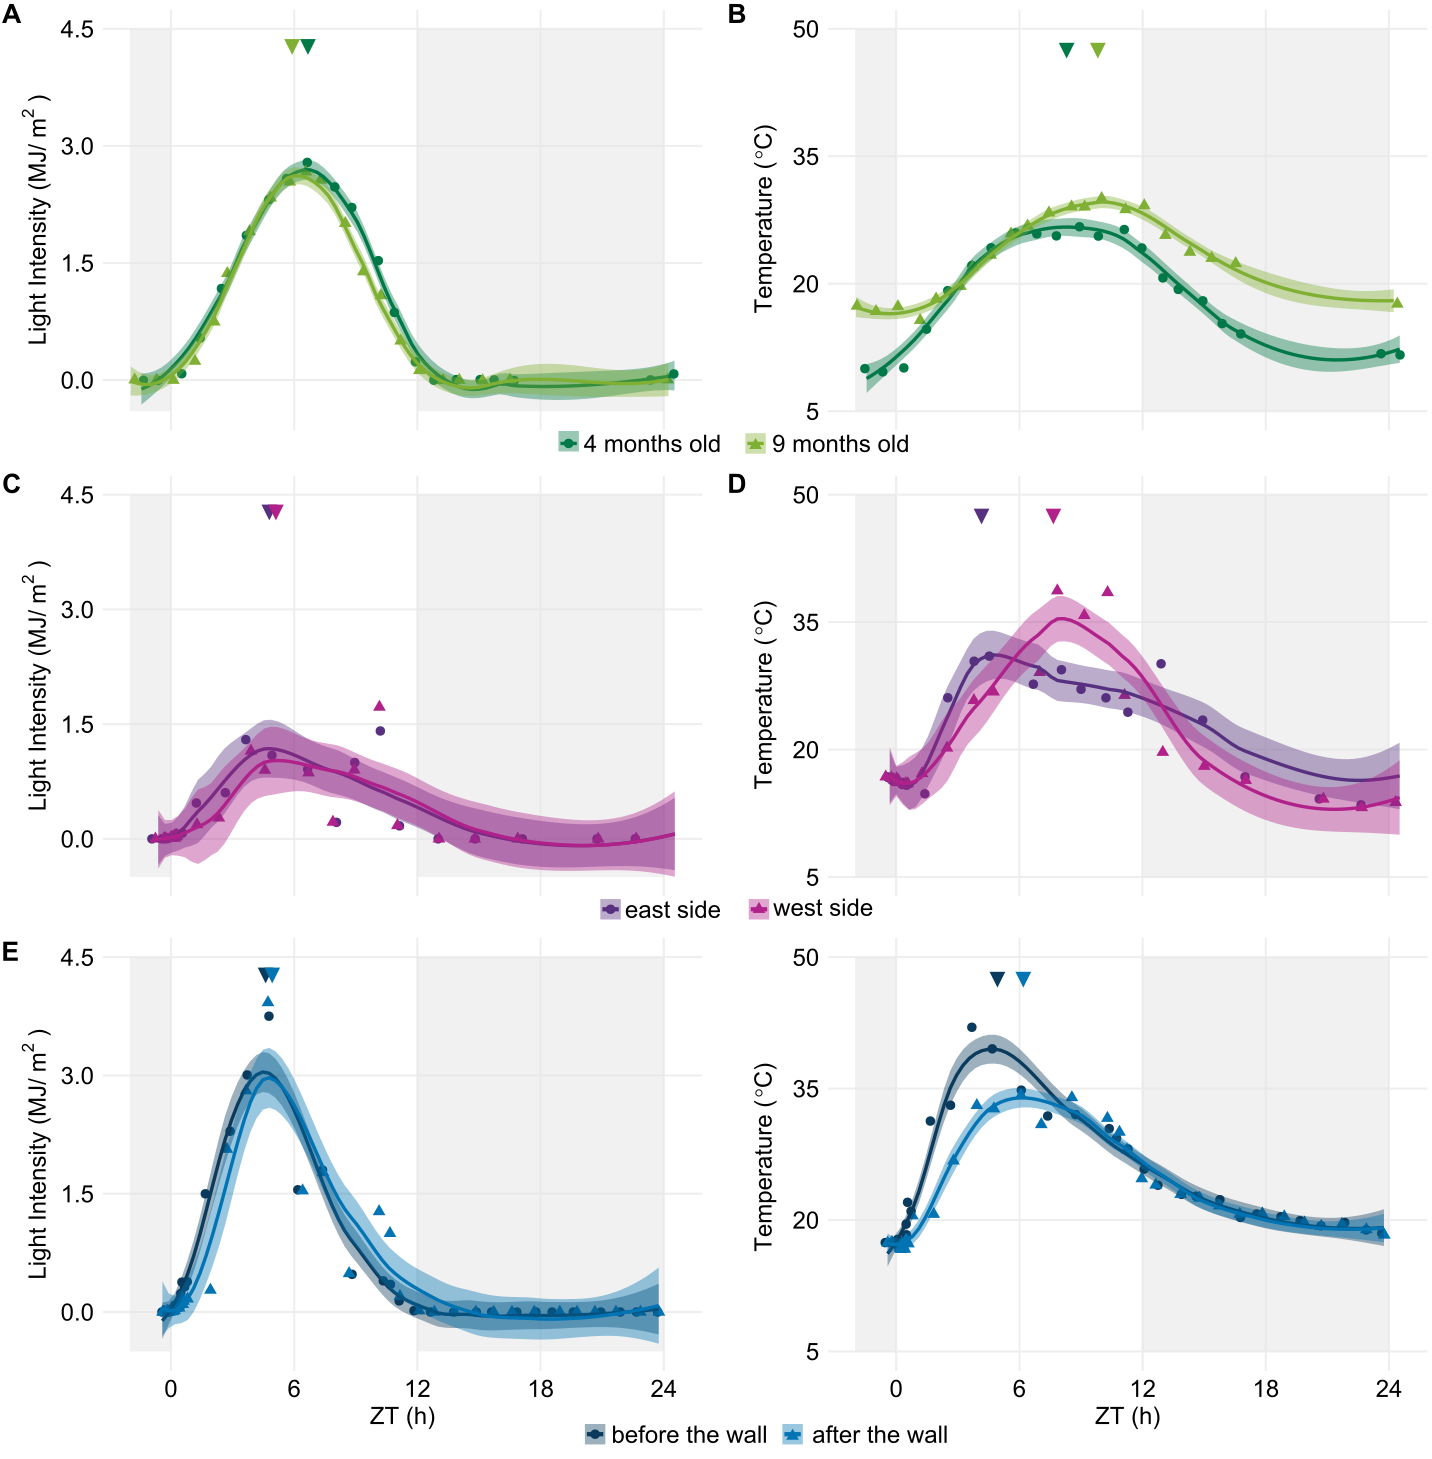 A
B
4.5
3.0
1.5
0.0
Light Intensity (MJ/ m2 )
50
35
20
5
Temperature (°C)
4 months old 9 months old
C
D
4.5
3.0
1.5
0.0
Light Intensity (MJ/ m2 )
50
35
20
5
Temperature (°C)
east side west side
E
4.5
3.0
1.5
0.0
Light Intensity (MJ/ m2 )
0 6 12 18 24
ZT (h)
50
35
20
5
Temperature (°C)
0 6 12 18 24
ZT (h)
before the wall after the wall